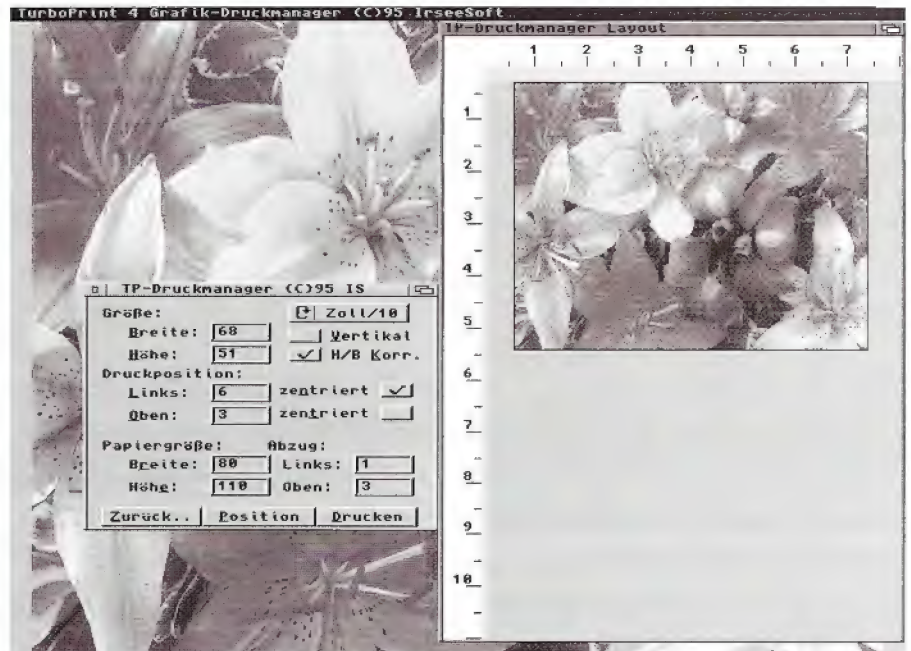 TurboPrint 4 Grafik-Druckmanager (C)95 IrseeSoft
TP-Druckmanager Layout
1 2 3 4 5 6 7
1
2
3
4
5
6
7
8
9
10
TP-Druckmanager (C)95 IS
Größe:
Zoll/10
Breite: 68
Vertikal
Höhe: 51
H/B Korr.
Druckposition:
Links: 6 zentriert
Oben: 3 zentriert
Papiergröße: Abzug:
Breite: 80 Links: 1
Höhe: 110 Oben: 3
Zurück.. Position Drucken